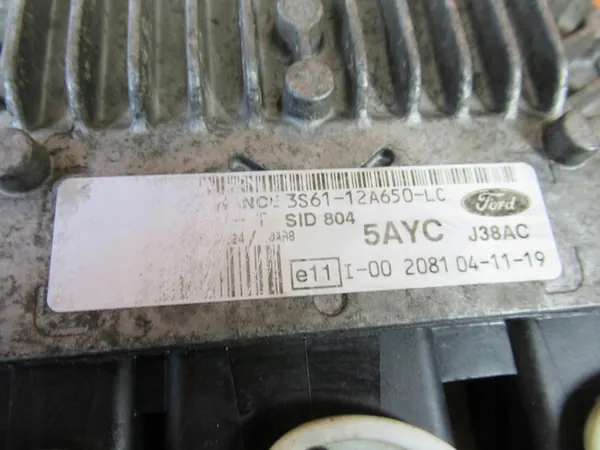 3S61-12A650-LC Ford
SID 804
5AYC J38AC
e11 I-00 2081 04-11-19